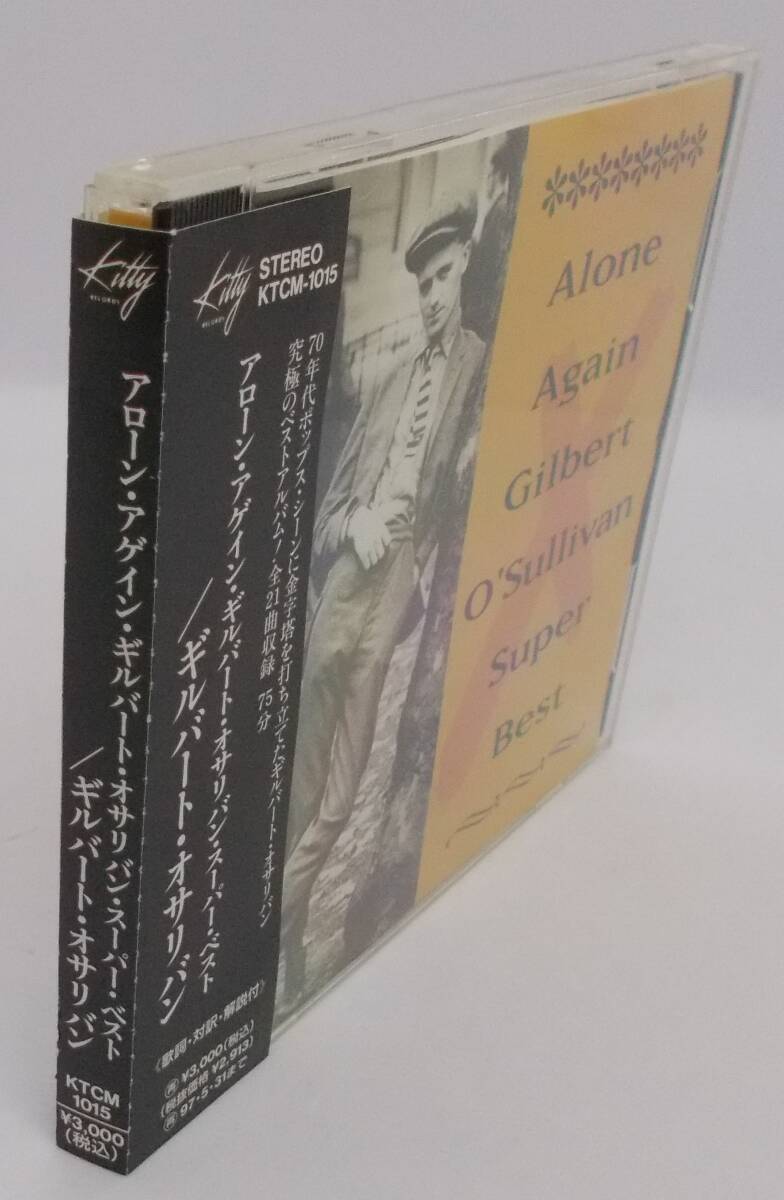 Kitty
RECORDS
アローン・アゲイン・ギルバート・オサリバン・スーパー・ベスト
／ギルバート・オサリバン
KTCM
1015
¥3,000
(税込)
Kitty
RECORDS
STEREO
KTCM-1015
70年代ポップス・シーンに金字塔を打ち立てたギルバート・オサリバン
究極のベストアルバム！全21曲収録 75分
アローン・アゲイン・ギルバート・オサリバン・スーパー・ベスト
／ギルバート・オサリバン
《歌詞・対訳・解説付》
再¥3,000(税込)
(税抜価格 ¥2,913)
再97・5・31まで
Alone
Again
Gilbert
O'Sullivan
Super
Best